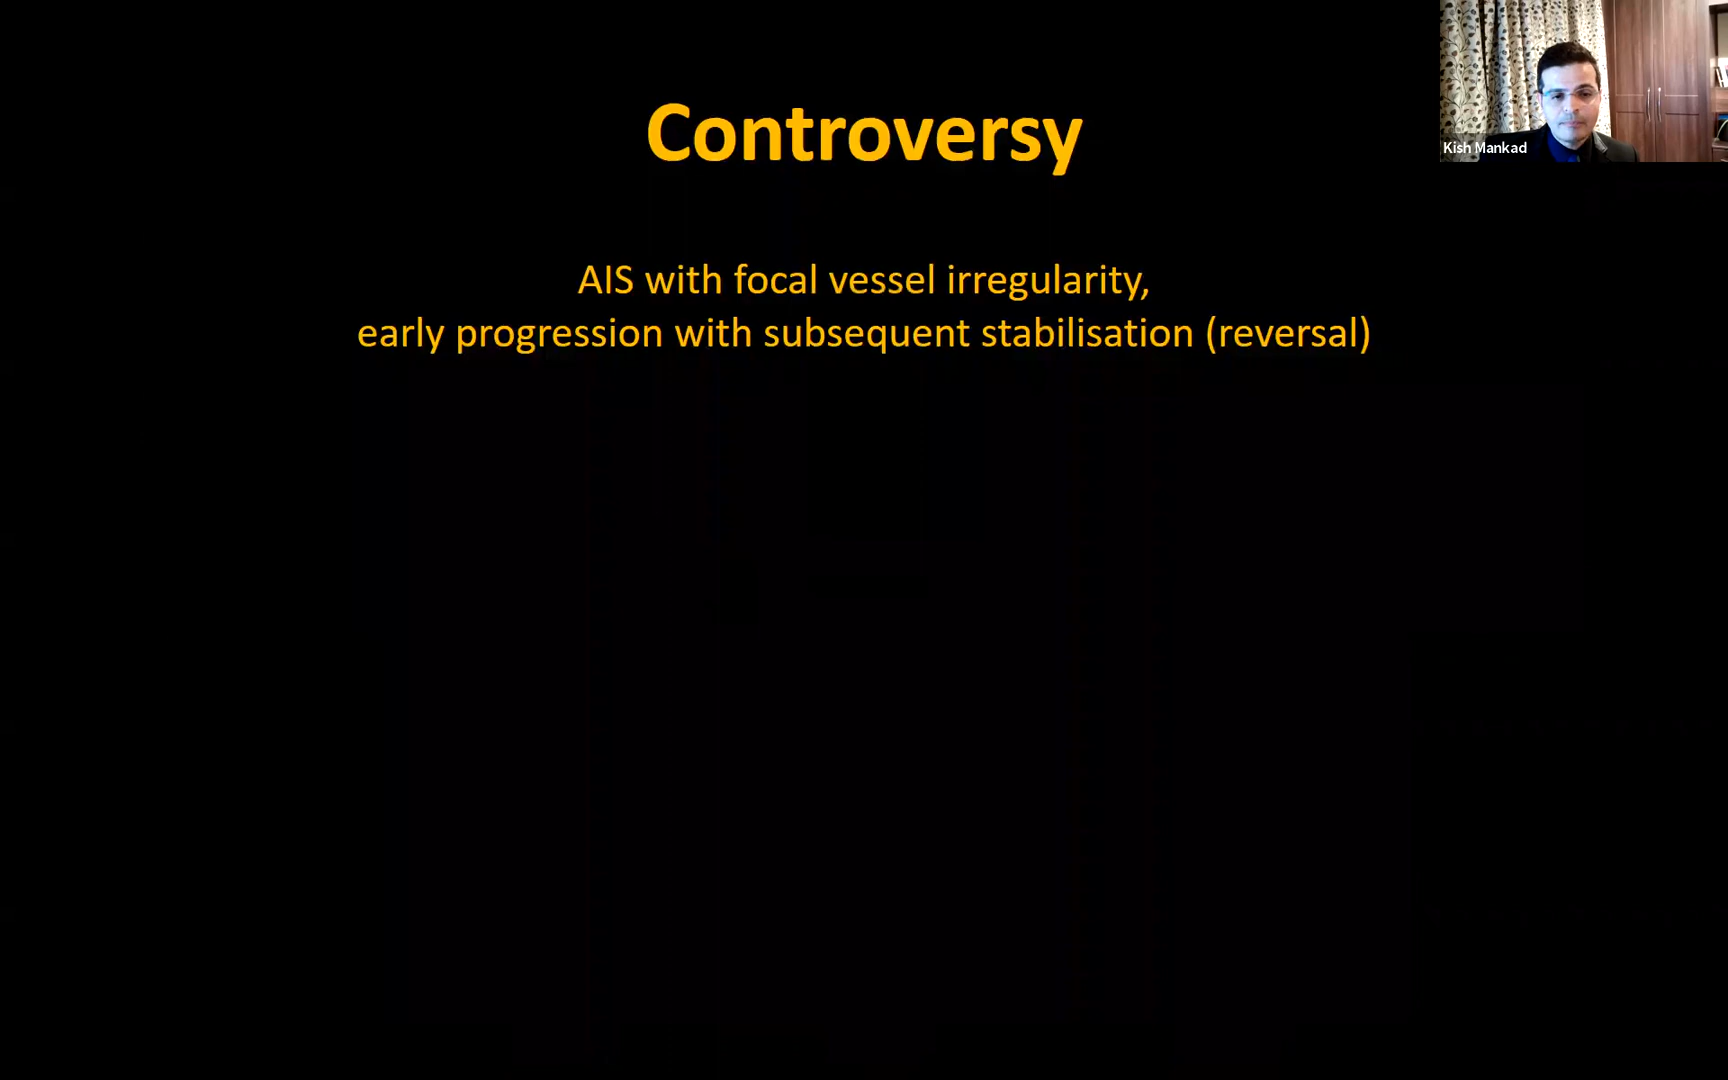 Controversy
Kish Mankad
AIS with focal vessel irregularity,
early progression with subsequent stabilisation (reversal)